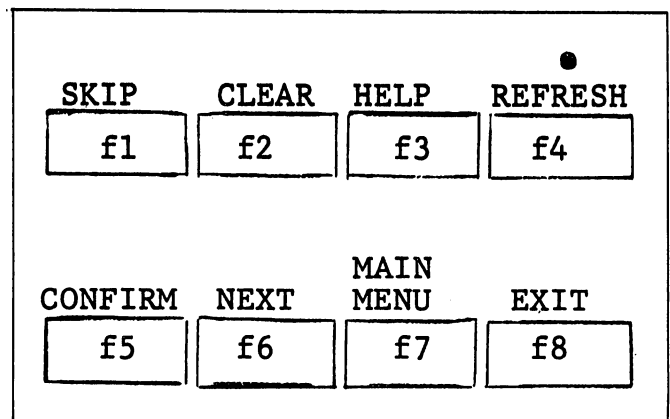 SKIP CLEAR HELP REFRESH
f1 f2 f3 f4
MAIN
CONFIRM NEXT MENU EXIT
f5 f6 f7 f8